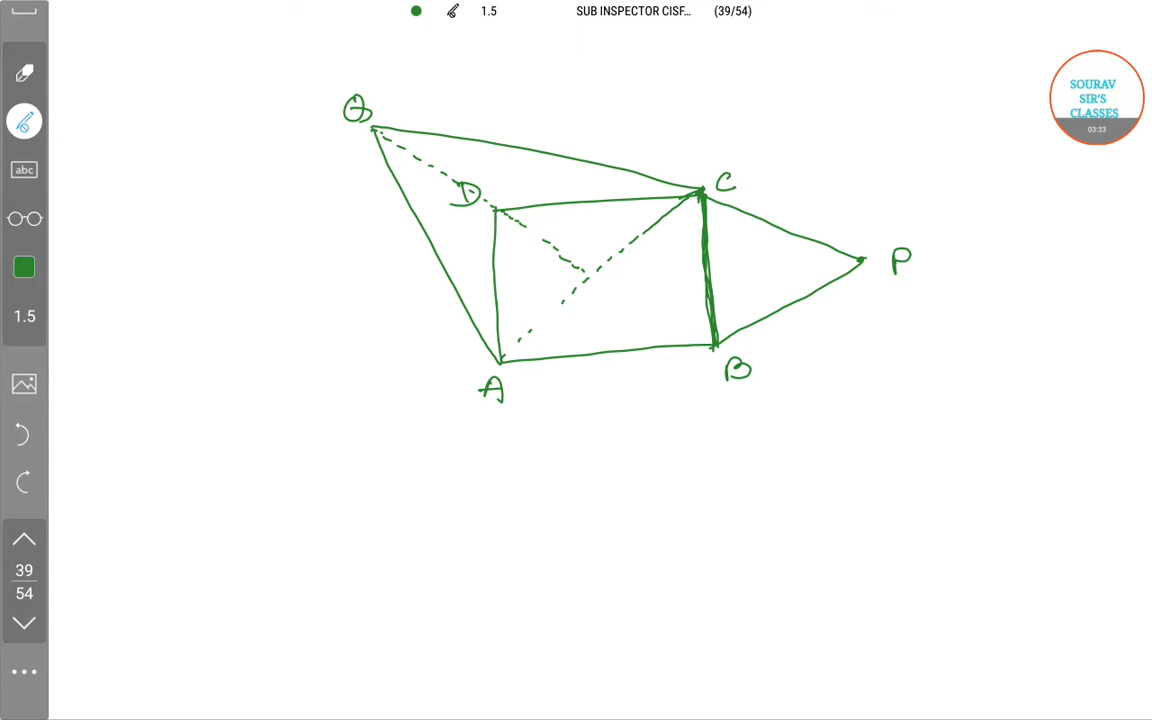 1.5 SUB INSPECTOR CISF... (39/54)
SOURAV
SIR'S
CLASSES
03:33
abc
1.5
39
54
Q
D
C
P
A
B